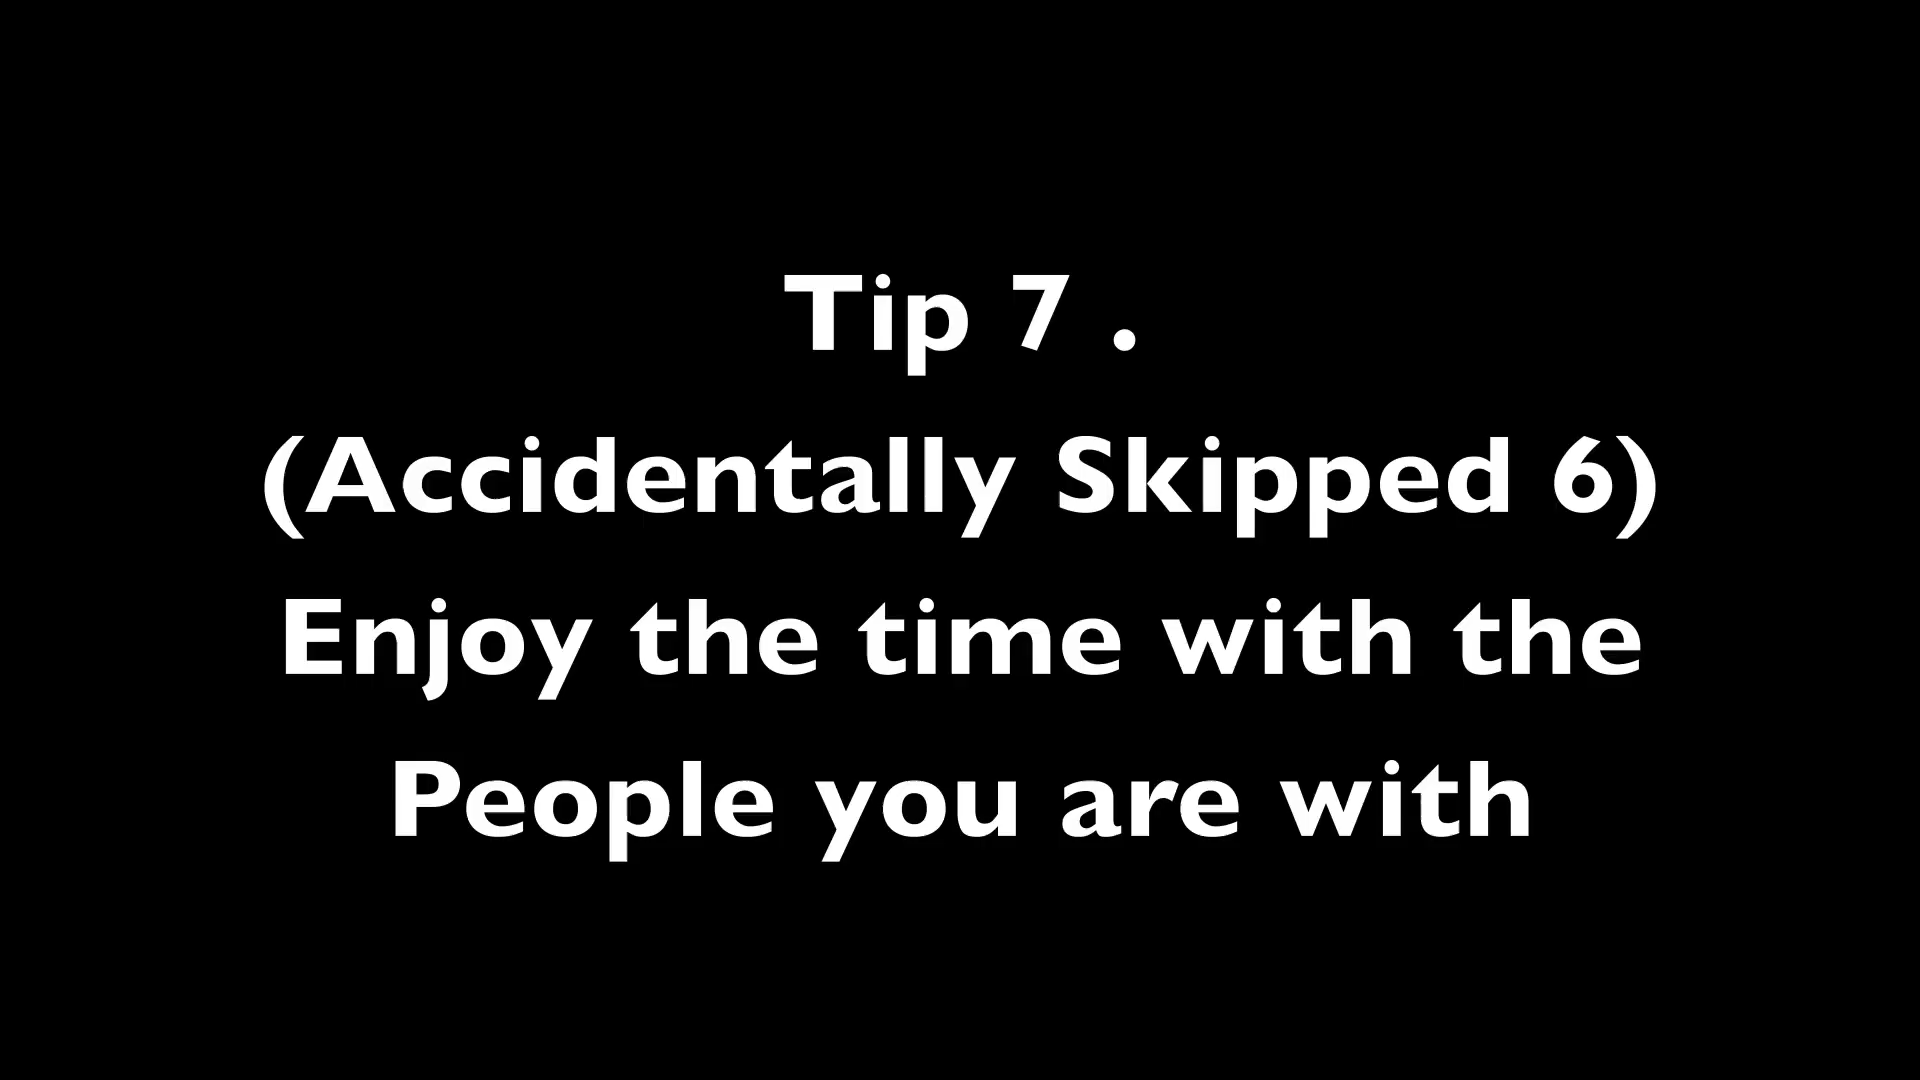 Tip 7 .
(Accidentally Skipped 6)
Enjoy the time with the
People you are with